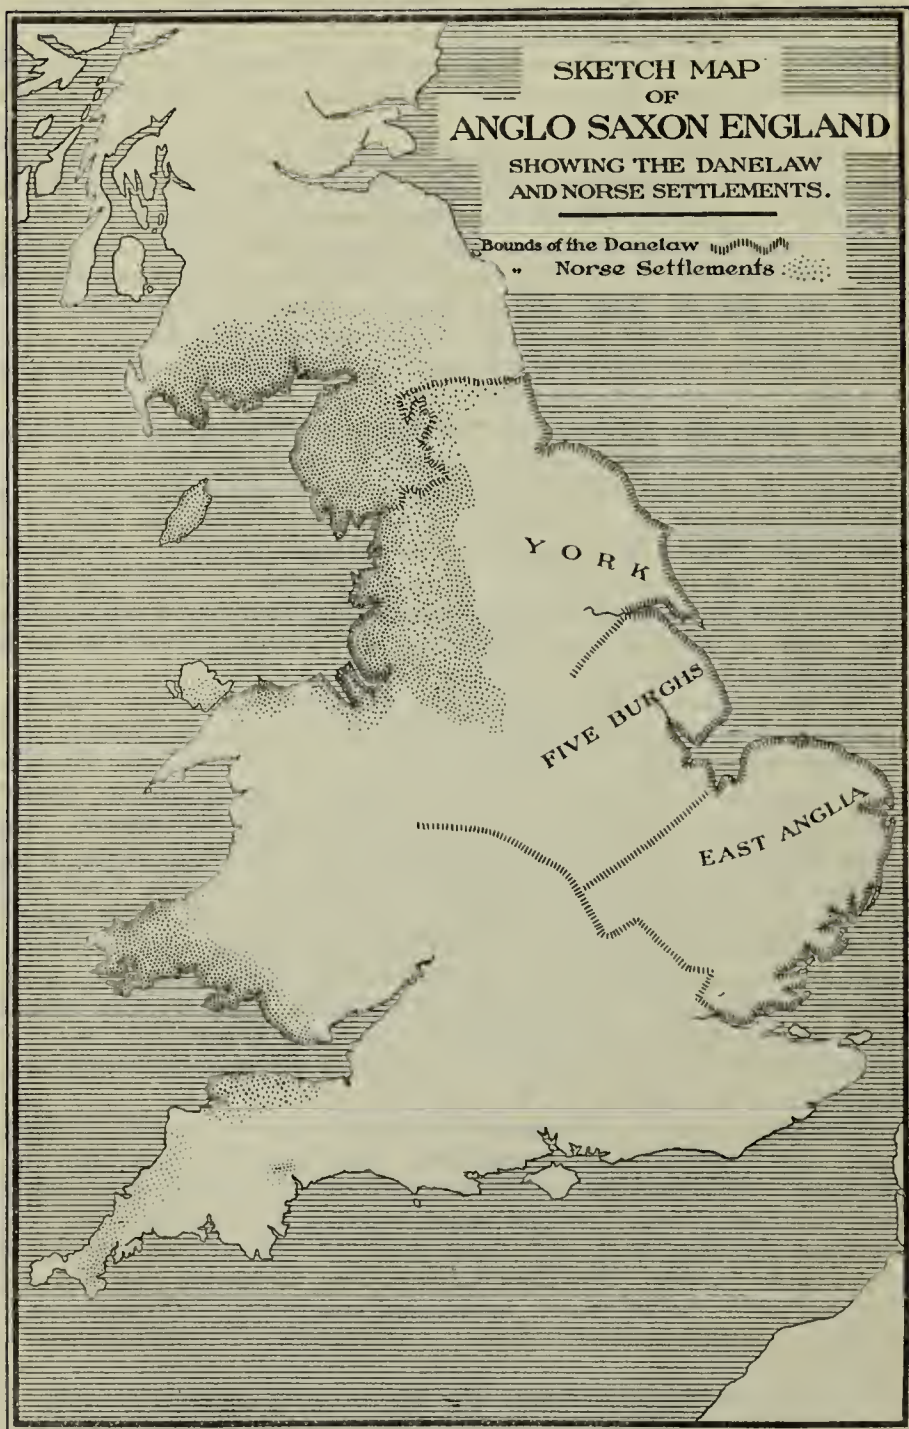 SKETCH MAP
OF
ANGLO SAXON ENGLAND
SHOWING THE DANELAW
AND NORSE SETTLEMENTS.
Bounds of the Danelaw
„ Norse Settlements
YORK
FIVE BURGHS
EAST ANGLIA